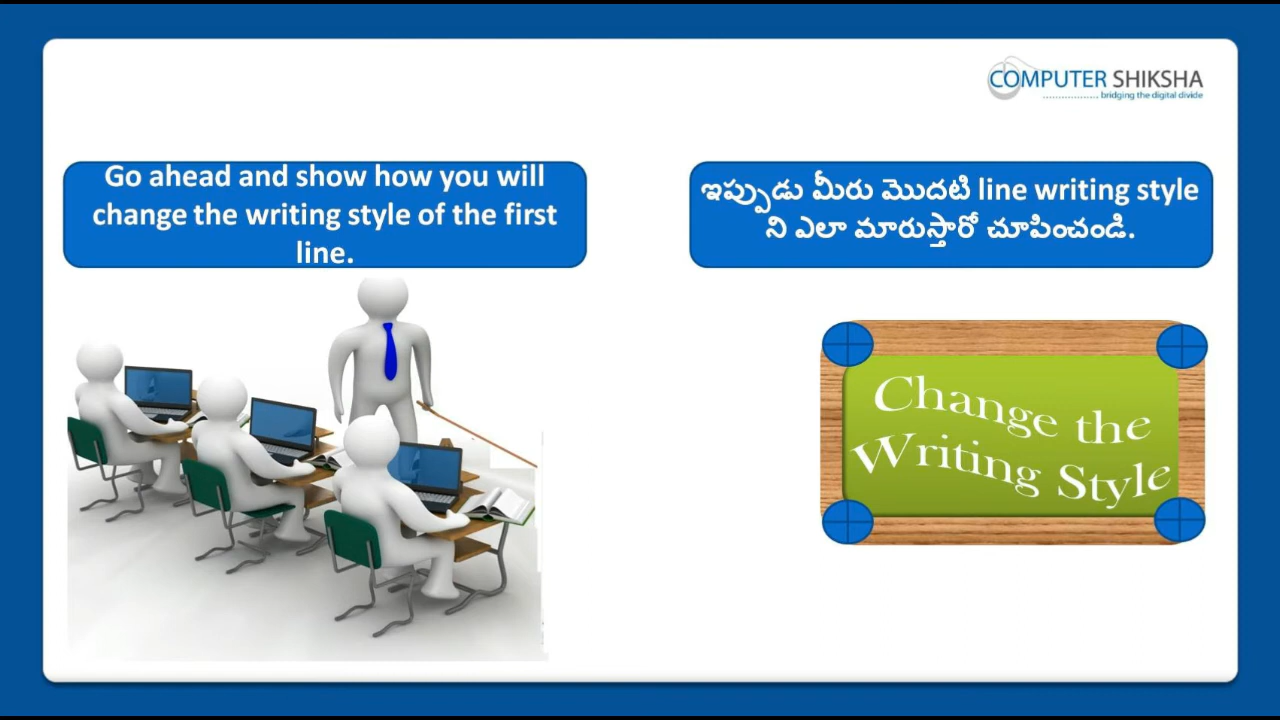 COMPUTER SHIKSHA
bridging the digital divide
Go ahead and show how you will
change the writing style of the first
line.
ఇప్పుడు మీరు మొదటి line writing style
ని ఎలా మారుస్తారో చూపించండి.
Change the
Writing Style